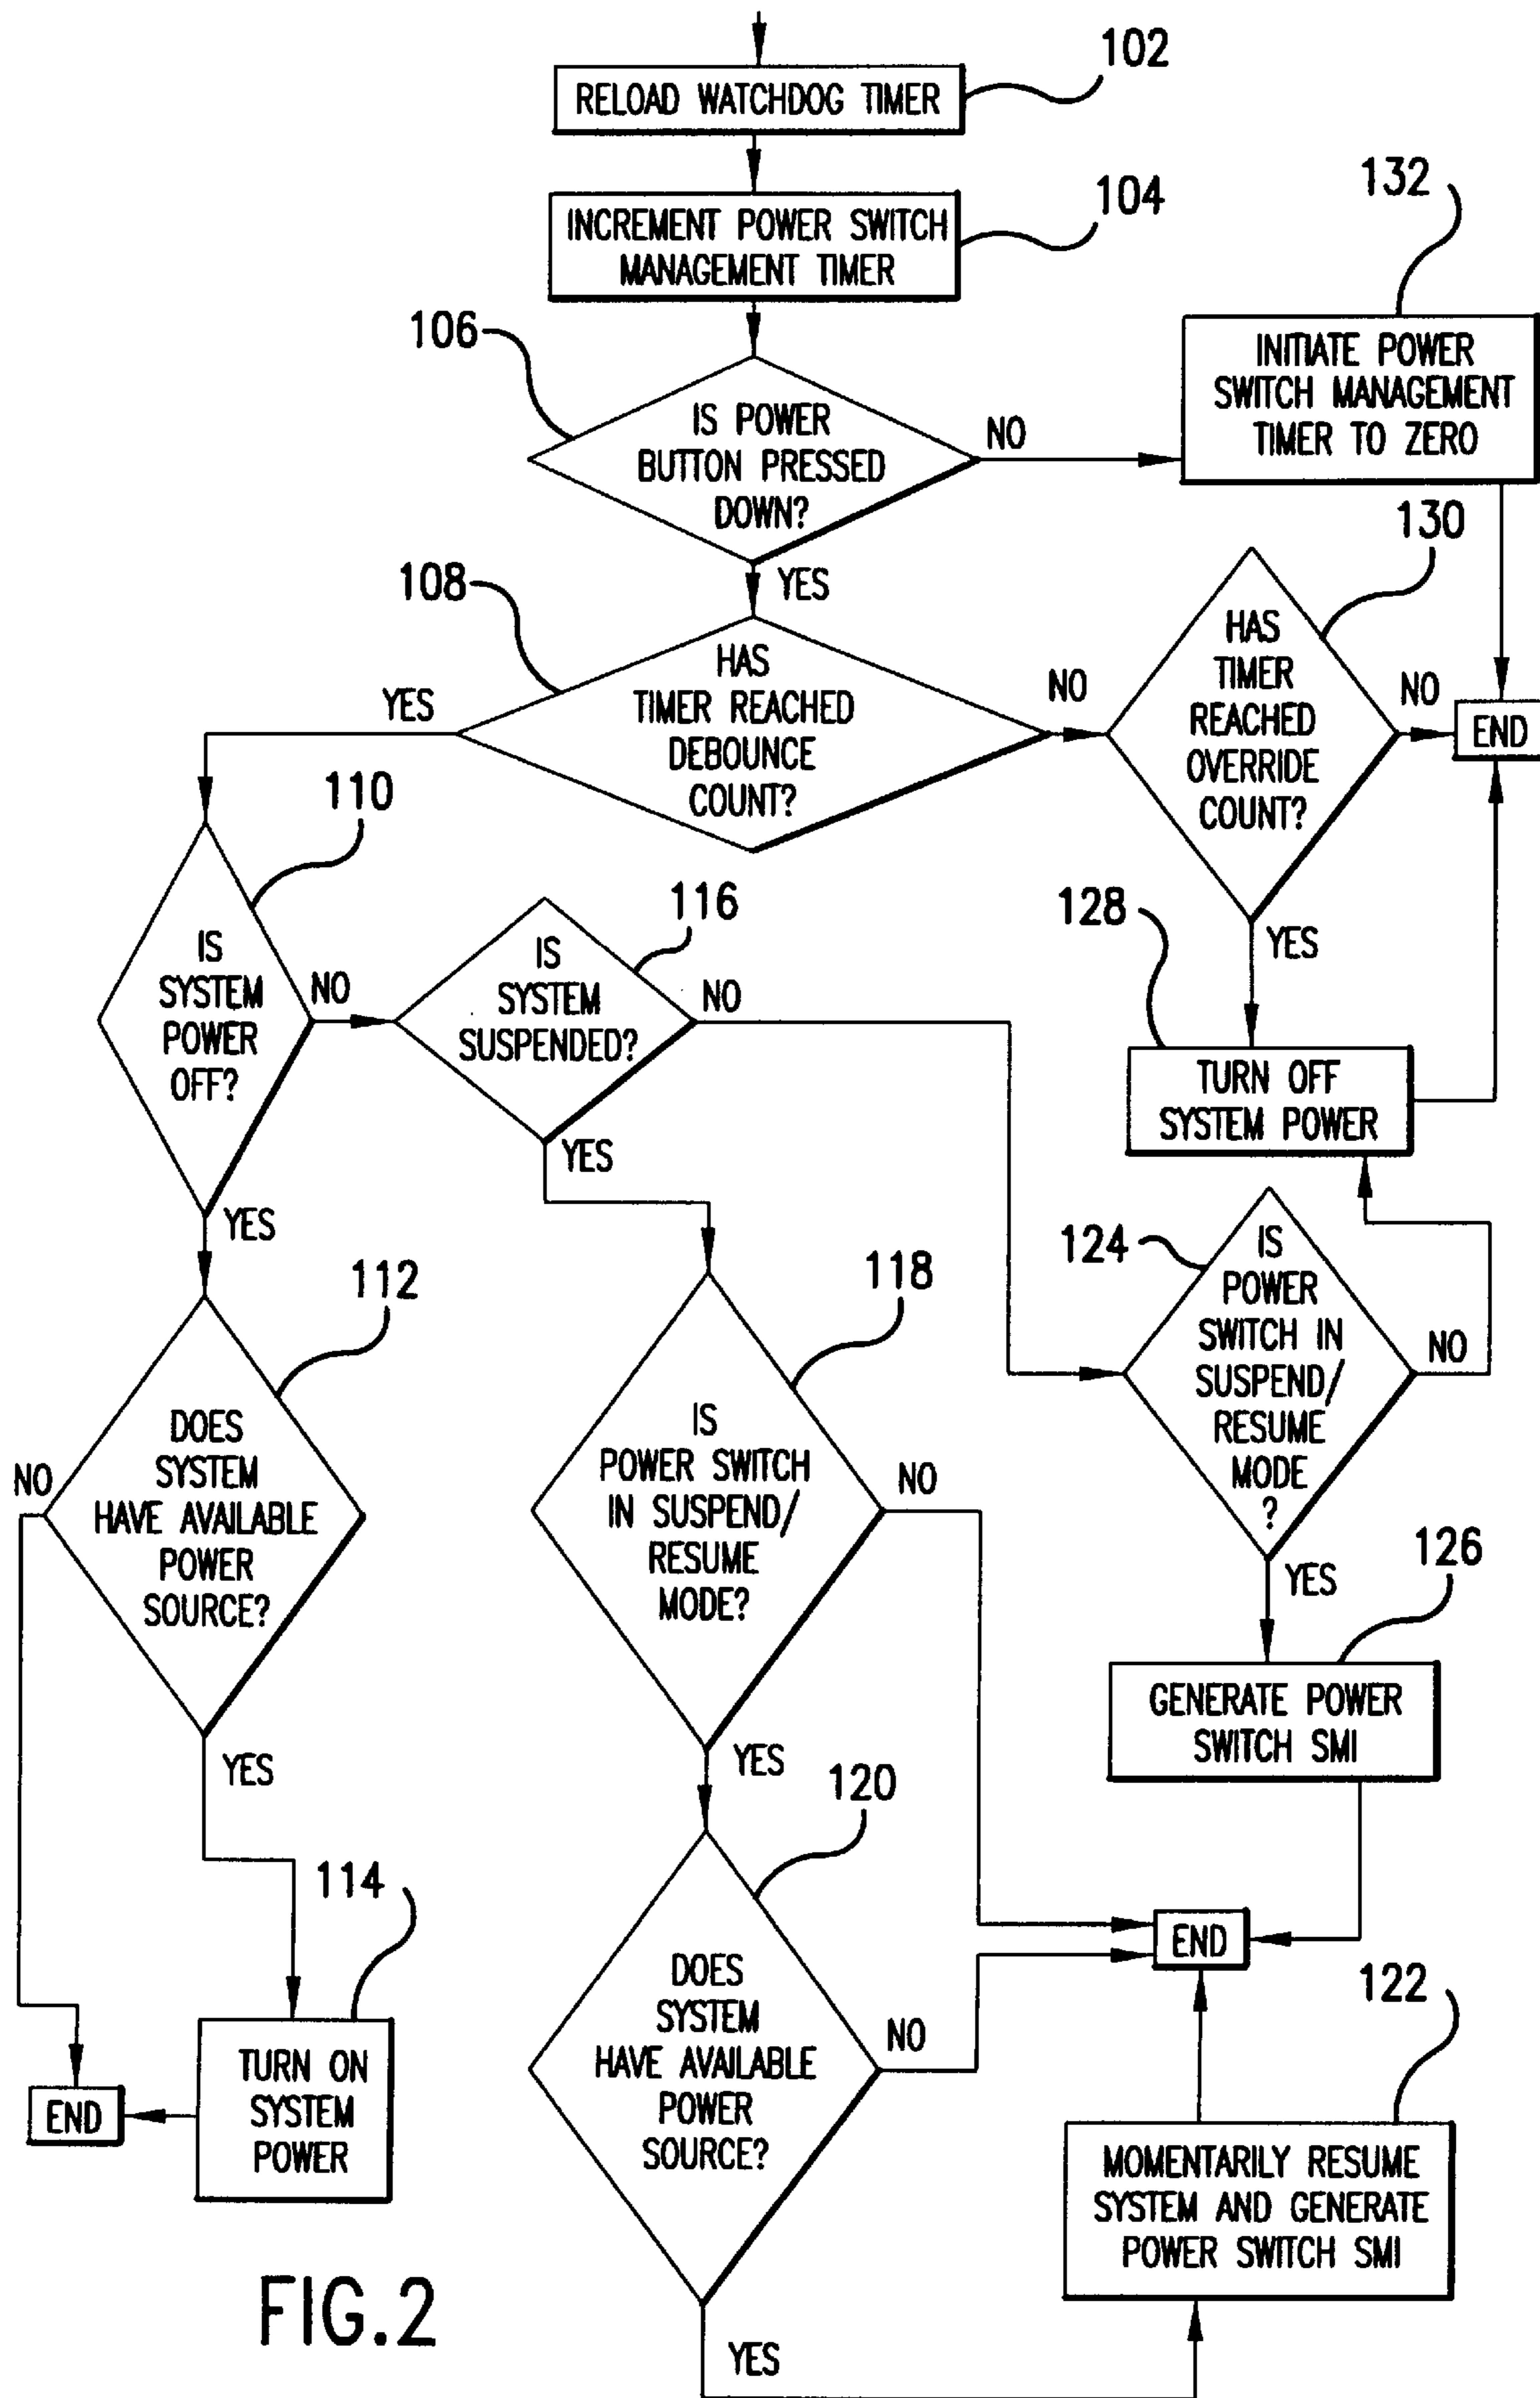 102
RELOAD WATCHDOG TIMER
104
INCREMENT POWER SWITCH
MANAGEMENT TIMER
132
INITIATE POWER
SWITCH MANAGEMENT
TIMER TO ZERO
106
IS POWER
BUTTON PRESSED
DOWN?
NO
YES
130
108
HAS
TIMER REACHED
DEBOUNCE
COUNT?
YES
NO
HAS
TIMER
REACHED
OVERRIDE
COUNT?
NO
END
YES
110
IS
SYSTEM
POWER
OFF?
NO
YES
116
IS
SYSTEM
SUSPENDED?
NO
YES
128
TURN OFF
SYSTEM POWER
124
IS
POWER
SWITCH IN
SUSPEND/
RESUME
MODE
?
NO
YES
112
DOES
SYSTEM
HAVE AVAILABLE
POWER
SOURCE?
NO
YES
118
IS
POWER SWITCH
IN SUSPEND/
RESUME
MODE?
NO
YES
126
GENERATE POWER
SWITCH SMI
120
DOES
SYSTEM
HAVE AVAILABLE
POWER
SOURCE?
NO
YES
END
114
TURN ON
SYSTEM
POWER
END
122
MOMENTARILY RESUME
SYSTEM AND GENERATE
POWER SWITCH SMI
FIG.2